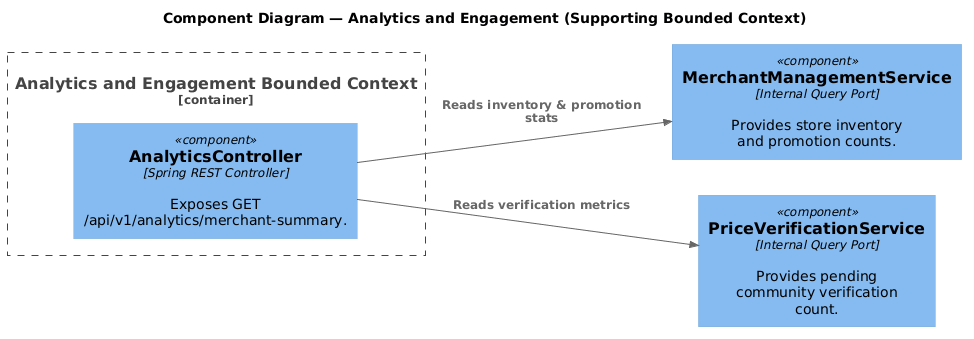 Component Diagram — Analytics and Engagement (Supporting Bounded Context)
Analytics and Engagement Bounded Context
[container]
«component»
AnalyticsController
[Spring REST Controller]
Exposes GET
/api/v1/analytics/merchant-summary.
Reads inventory & promotion
stats
Reads verification metrics
«component»
MerchantManagementService
[Internal Query Port]
Provides store inventory
and promotion counts.
«component»
PriceVerificationService
[Internal Query Port]
Provides pending
community verification
count.